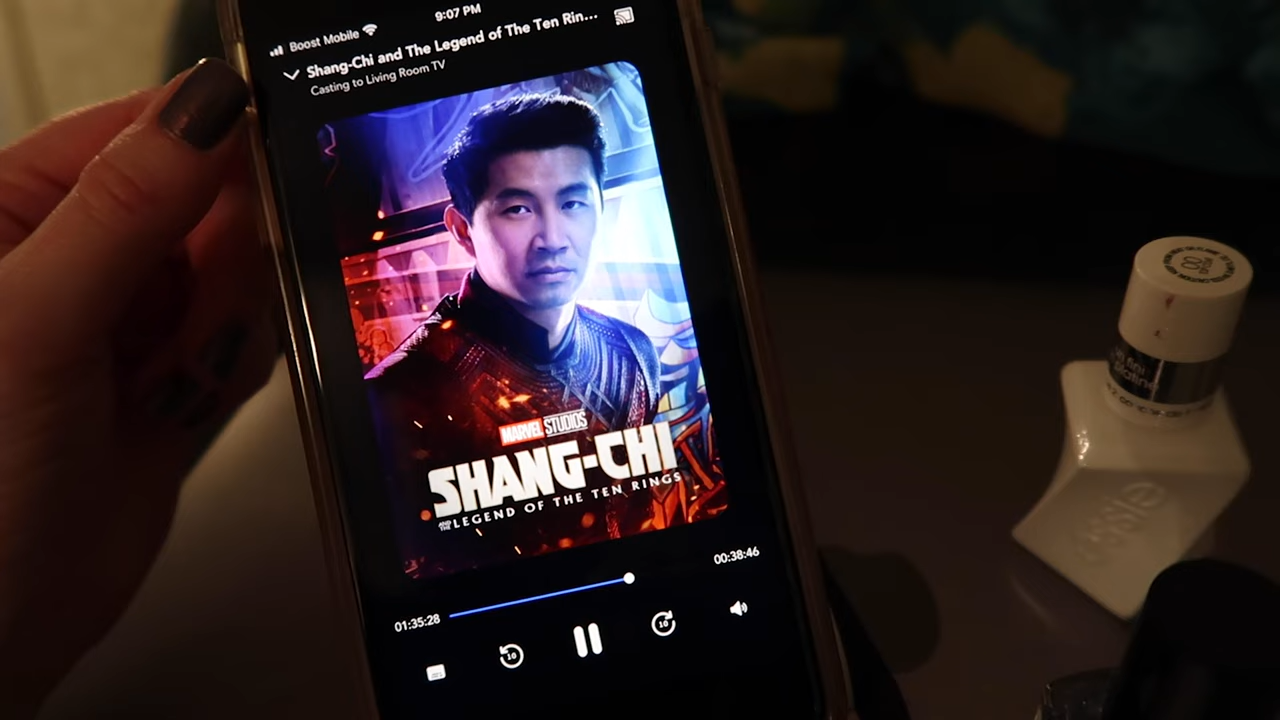 9:07 PM
Boost Mobile
Shang-Chi and The Legend of The Ten Rin...
Casting to Living Room TV
MARVEL STUDIOS
SHANG-CHI
AND THE LEGEND OF THE TEN RINGS
01:35:28
00:38:46
10
10
essie